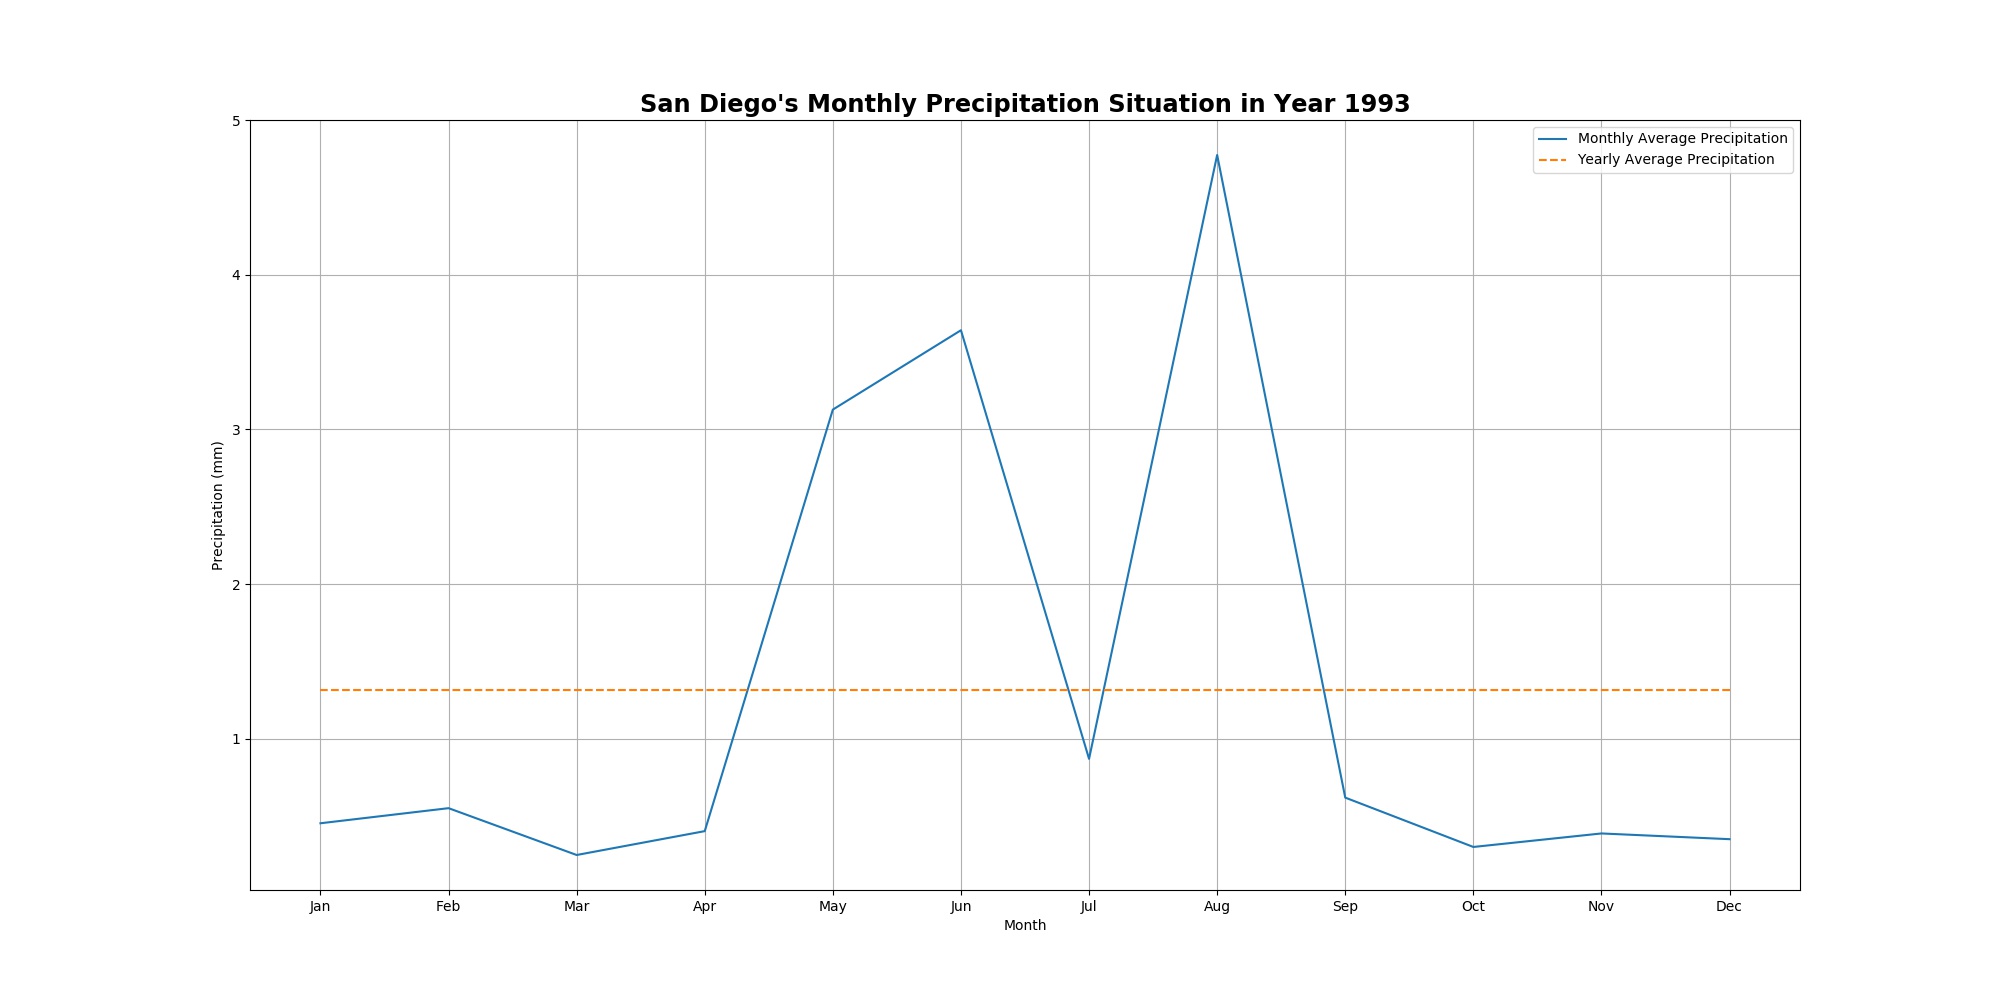 San Diego's Monthly Precipitation Situation in Year 1993
Monthly Average Precipitation
Yearly Average Precipitation
5
4
3
2
1
Precipitation (mm)
Jan Feb Mar Apr May Jun Jul Aug Sep Oct Nov Dec
Month